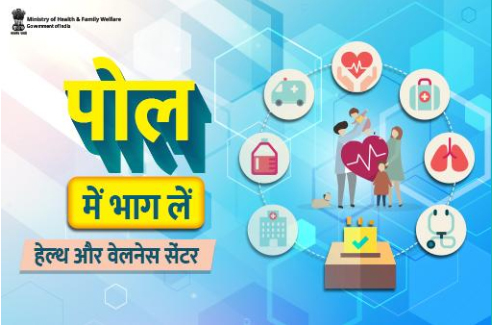 Ministry of Health & Family Welfare
Government of India
पोल
में भाग लें
हेल्थ और वेलनेस सेंटर